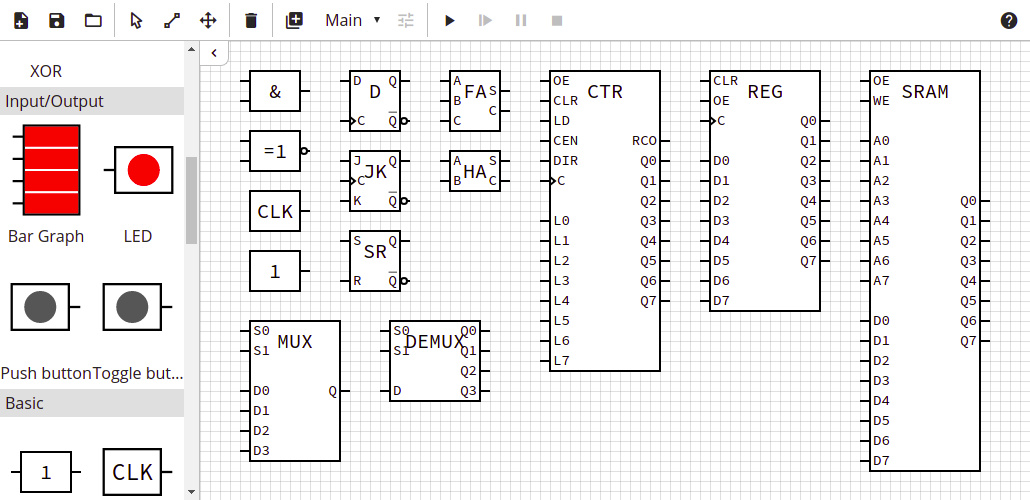 Main
XOR
Input/Output
Bar Graph
LED
Push button
Toggle but...
Basic
1
CLK
&
=1
CLK
1
D
Q
D
C
Q
J
Q
JK
C
K
Q
S
Q
SR
R
Q
A
S
FA
B
C
C
A
S
HA
B
C
S0
MUX
S1
D0
Q
D1
D2
D3
S0
Q0
DEMUX
S1
Q1
Q2
D
Q3
OE
CTR
CLR
LD
CEN
RCO
DIR
Q0
C
Q1
Q2
L0
Q3
L1
Q4
L2
Q5
L3
Q6
L4
Q7
L5
L6
L7
CLR
REG
OE
C
Q0
Q1
D0
Q2
D1
Q3
D2
Q4
D3
Q5
D4
Q6
D5
Q7
D6
D7
OE
SRAM
WE
A0
A1
A2
A3
Q0
A4
Q1
A5
Q2
A6
Q3
A7
Q4
Q5
D0
Q6
D1
Q7
D2
D3
D4
D5
D6
D7